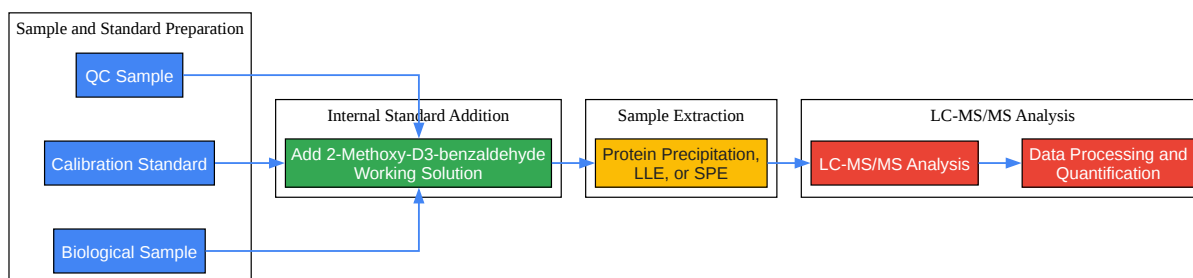 Sample and Standard Preparation
QC Sample
Calibration Standard
Biological Sample
Internal Standard Addition
Add 2-Methoxy-D3-benzaldehyde
Working Solution
Sample Extraction
Protein Precipitation,
LLE, or SPE
LC-MS/MS Analysis
LC-MS/MS Analysis
Data Processing and
Quantification